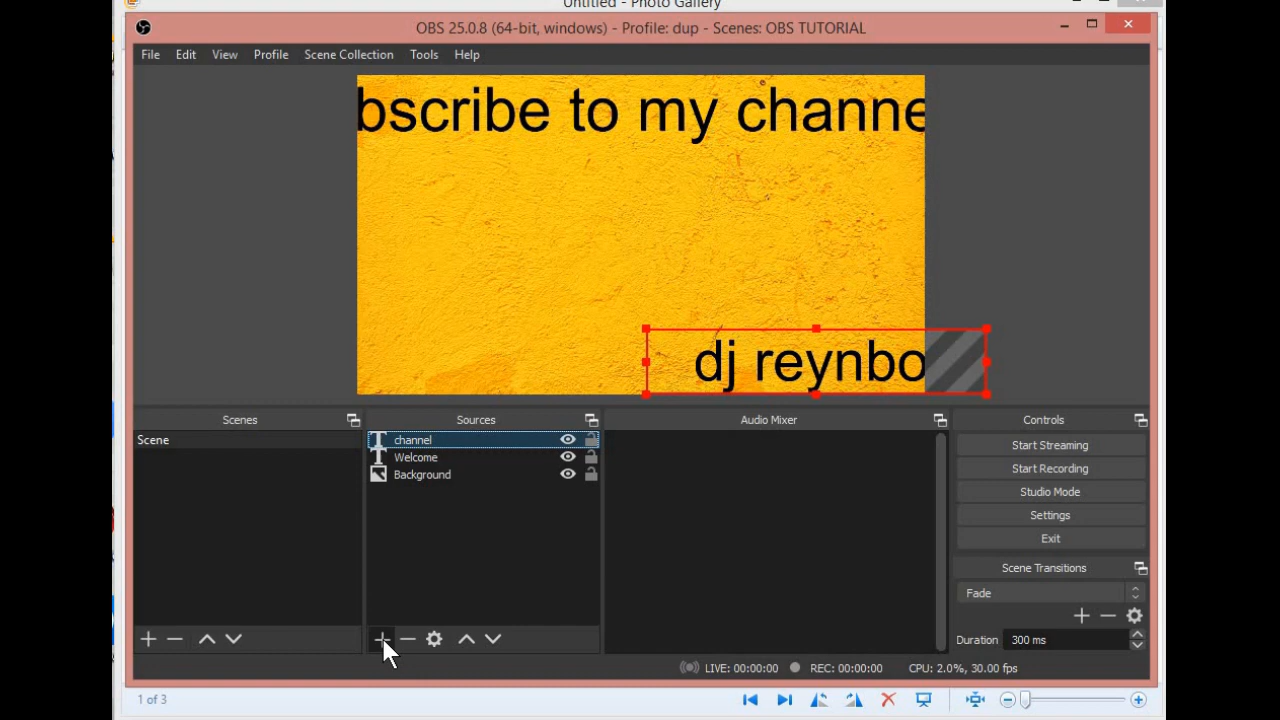 Untitled - Photo Gallery
OBS 25.0.8 (64-bit, windows) - Profile: dup - Scenes: OBS TUTORIAL
File Edit View Profile Scene Collection Tools Help
bscribe to my channe
dj reynbo
Scenes Sources Audio Mixer Controls
Scene
channel
Welcome
Background
Start Streaming
Start Recording
Studio Mode
Settings
Exit
Scene Transitions
Fade
Duration 300 ms
LIVE: 00:00:00 REC: 00:00:00 CPU: 2.0%, 30.00 fps
1 of 3